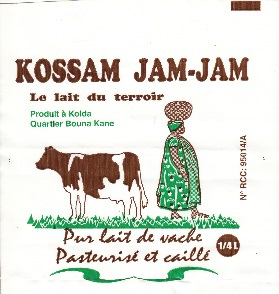 KOSSAM JAM-JAM
Le lait du terroir
Produit à Kolda
Quartier Bouna Kane
N° RCC: 95014/A
1/4 L
Pur lait de vache
Pasteurisé et caillé